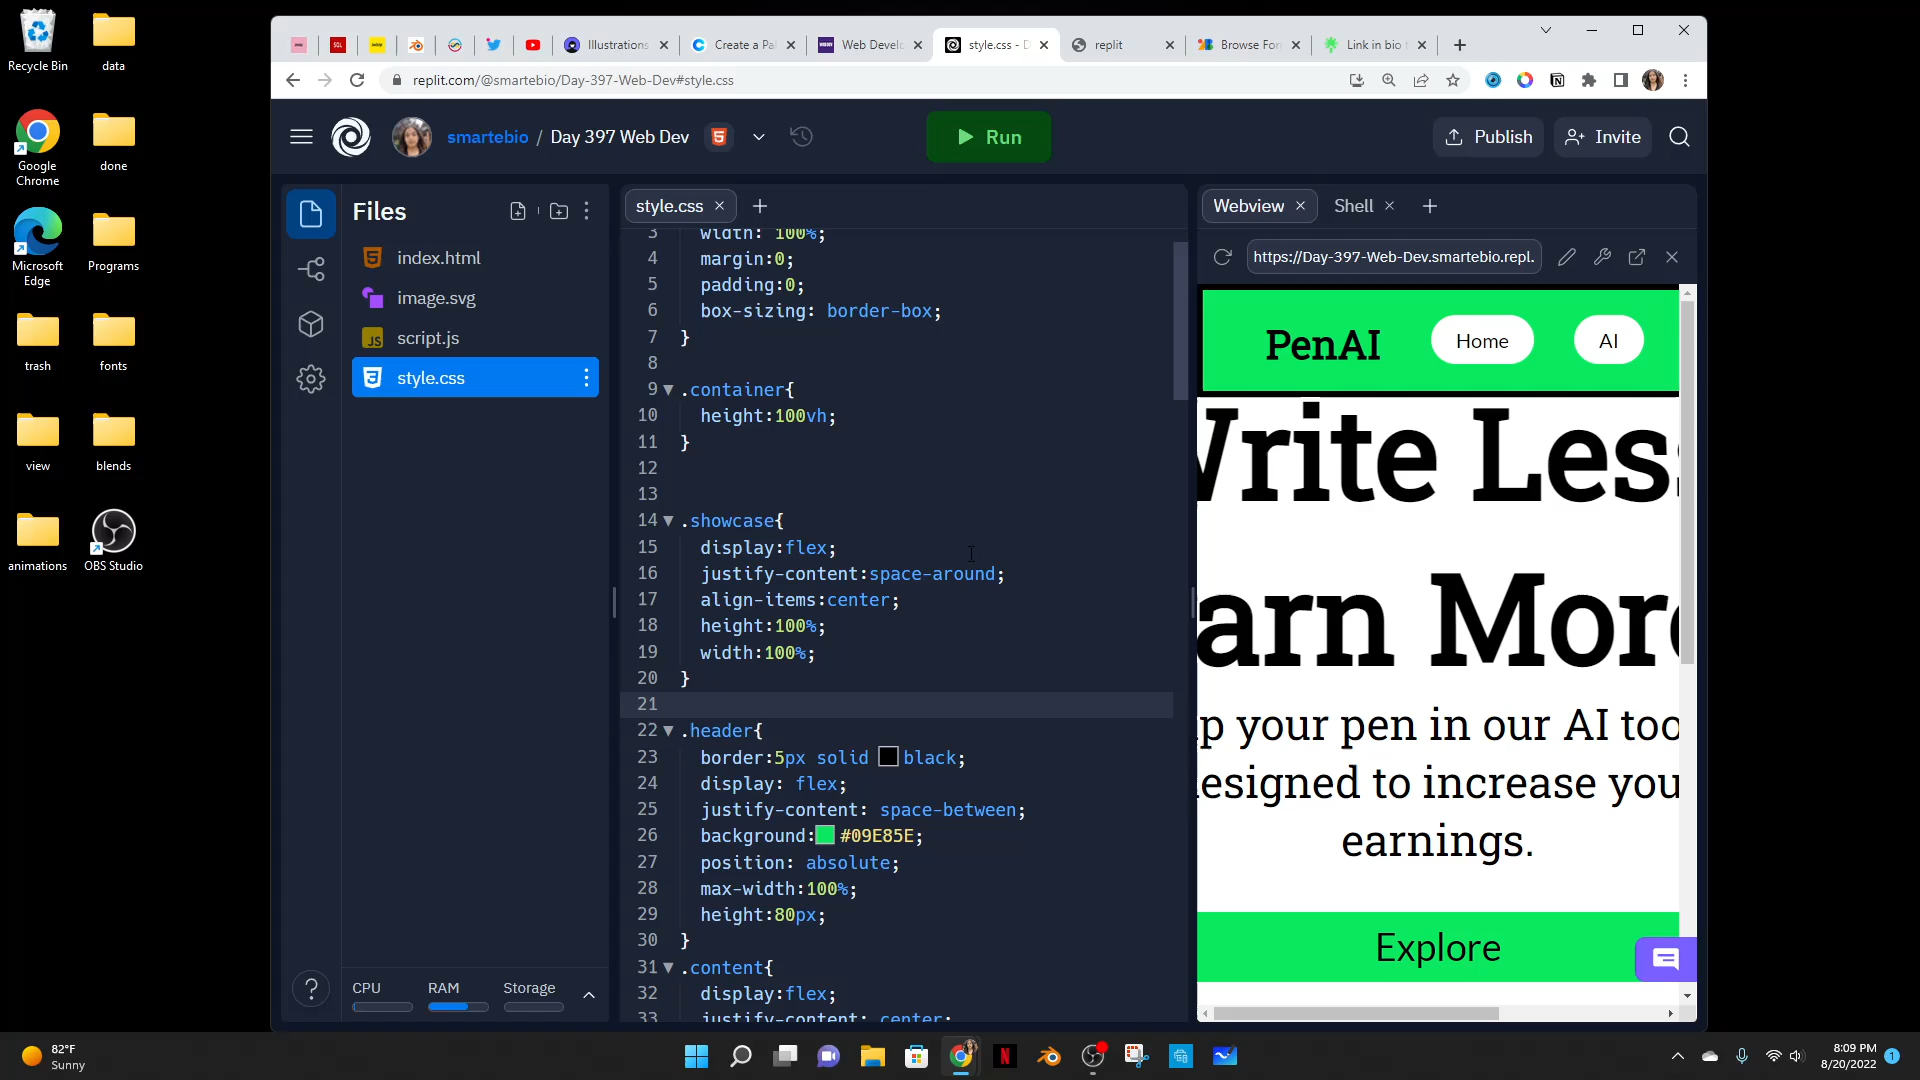 Recycle Bin
data
Google
Chrome
done
Microsoft
Edge
Programs
trash
fonts
view
blends
animations
OBS Studio
Illustrations
Create a Pa
Web Devel
style.css - D
replit
Browse Fon
Link in bio
replit.com/@smartebio/Day-397-Web-Dev#style.css
smartebio / Day 397 Web Dev
Run
Publish
Invite
Files
index.html
image.svg
JS script.js
style.css
CPU
RAM
Storage
style.css
3 width: 100%;
4 margin:0;
5 padding:0;
6 box-sizing: border-box;
7 }
8
9 .container{
10 height:100vh;
11 }
12
13
14 .showcase{
15 display:flex;
16 justify-content:space-around;
17 align-items:center;
18 height:100%;
19 width:100%;
20 }
21
22 .header{
23 border:5px solid black;
24 display: flex;
25 justify-content: space-between;
26 background: #09E85E;
27 position: absolute;
28 max-width:100%;
29 height:80px;
30 }
31 .content{
32 display:flex;
33 justify-content: center;
Webview
Shell
https://Day-397-Web-Dev.smartebio.repl.
PenAI
Home
AI
Write Less
arn More
p your pen in our AI too
esigned to increase you
earnings.
Explore
82°F
Sunny
8:09 PM
8/20/2022
1